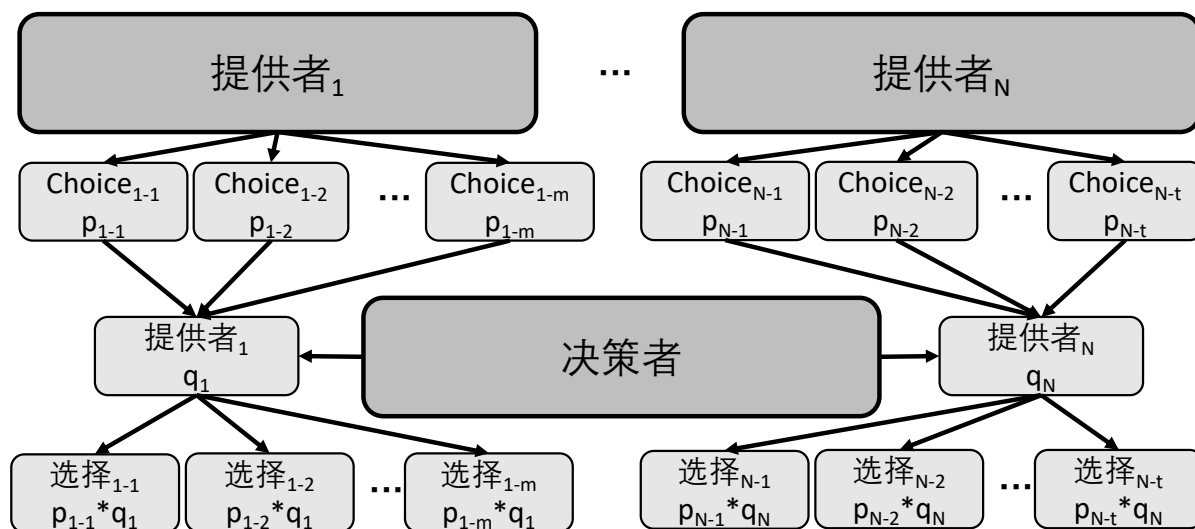 提供者1 ... 提供者N
Choice1-1 Choice1-2 ... Choice1-m Choice N-1 Choice N-2 ... Choice N-t
p1-1 p1-2 p1-m pN-1 pN-2 pN-t
提供者1 决策者 提供者N
q1 qN
选择1-1 选择1-2 ... 选择1-m 选择N-1 选择N-2 ... 选择N-t
p1-1*q1 p1-2*q1 p1-m*q1 pN-1*qN pN-2*qN pN-t*qN